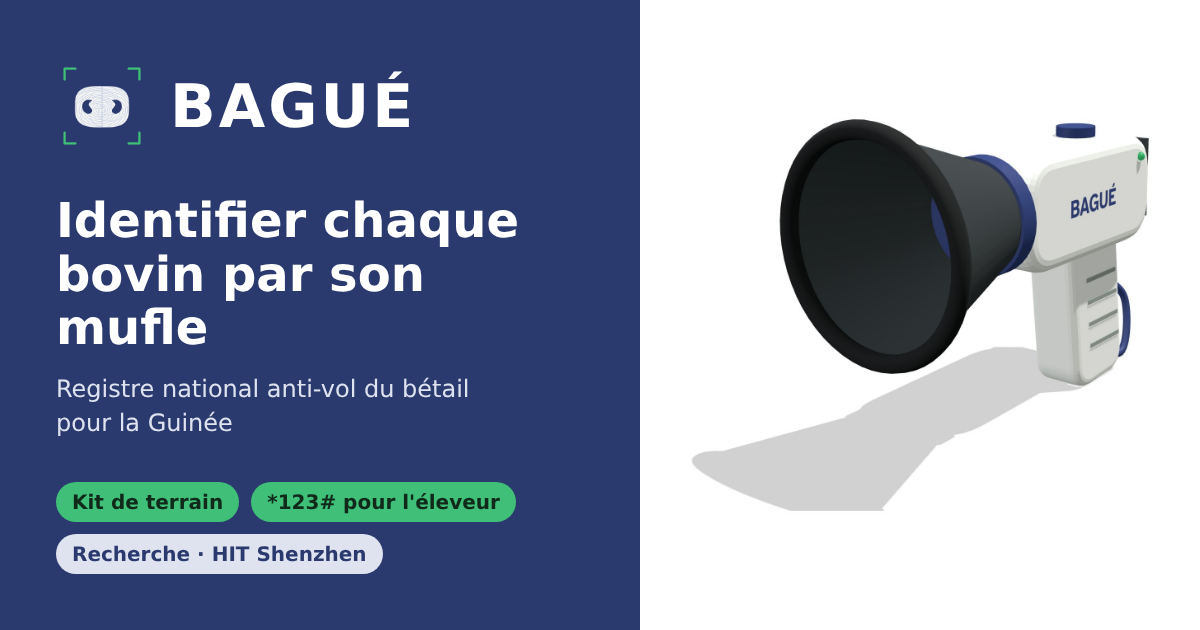 BAGUÉ
Identifier chaque
bovin par son
mufle
Registre national anti-vol du bétail
pour la Guinée
Kit de terrain
*123# pour l'éleveur
Recherche · HIT Shenzhen
BAGUÉ